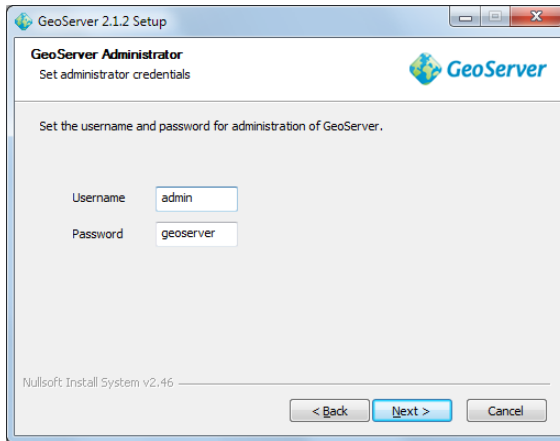 GeoServer 2.1.2 Setup
GeoServer Administrator
Set administrator credentials
GeoServer
Set the username and password for administration of GeoServer.
Username admin
Password geoserver
Nullsoft Install System v2.46
< Back Next > Cancel